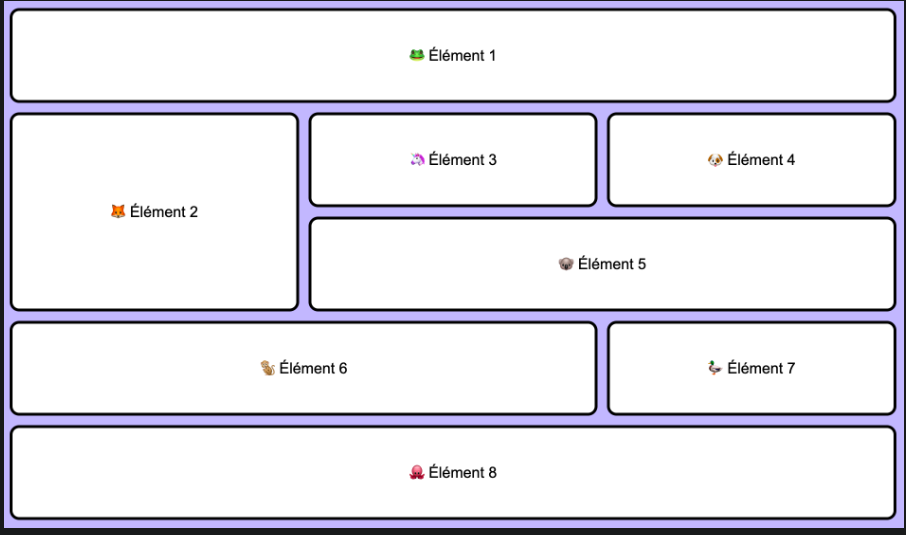 🐸 Élément 1
🦊 Élément 2
🦄 Élément 3
🐶 Élément 4
🐨 Élément 5
🐒 Élément 6
🦆 Élément 7
🐙 Élément 8